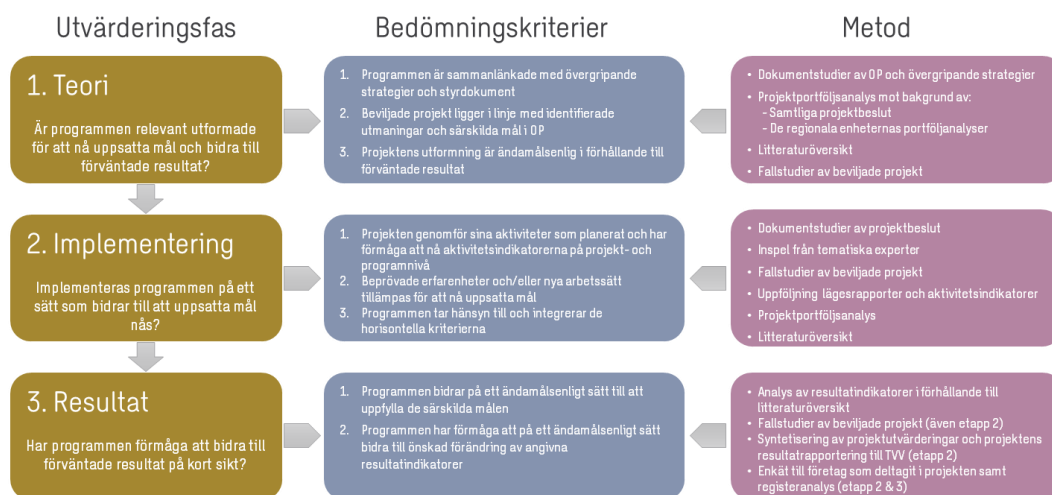 Utvärderingsfas
Bedömningskriterier
Metod
1. Teori
Är programmen relevant utformade
för att nå uppsatta mål och bidra till
förväntade resultat?
1. Programmen är sammanlänkade med övergripande
strategier och styrdokument
2. Beviljade projekt ligger i linje med identifierade
utmaningar och särskilda mål i OP
3. Projektens utformning är ändamålsenlig i förhållande till
förväntade resultat
• Dokumentstudier av OP och övergripande strategier
• Projektportföljsanalys mot bakgrund av:
- Samtliga projektbeslut
- De regionala enheternas portföljanalyser
• Litteraturöversikt
• Fallstudier av beviljade projekt
2. Implementering
Implementeras programmen på ett
sätt som bidrar till att uppsatta mål
nås?
1. Projekten genomför sina aktiviteter som planerat och har
förmåga att nå aktivitetsindikatorerna på projekt- och
programnivå
2. Beprövade erfarenheter och/eller nya arbetssätt
tillämpas för att nå uppsatta mål
3. Programmen tar hänsyn till och integrerar de
horisontella kriterierna
• Dokumentstudier av projektbeslut
• Inspel från tematiska experter
• Fallstudier av beviljade projekt
• Uppföljning lägesrapporter och aktivitetsindikatorer
• Projektportföljsanalys
• Litteraturöversikt
3. Resultat
Har programmen förmåga att bidra till
förväntade resultat på kort sikt?
1. Programmen bidrar på ett ändamålsenligt sätt till att
uppfylla de särskilda målen
2. Programmen har förmåga att på ett ändamålsenligt sätt
bidra till önskad förändring av angivna
resultatindikatorer
• Analys av resultatindikatorer i förhållande till
litteraturöversikt
• Fallstudier av beviljade projekt (även etapp 2)
• Syntetisering av projektutvärderingar och projektens
resultatrapportering till TVV (etapp 2)
• Enkät till företag som deltagit i projekten samt
registeranalys (etapp 2 & 3)